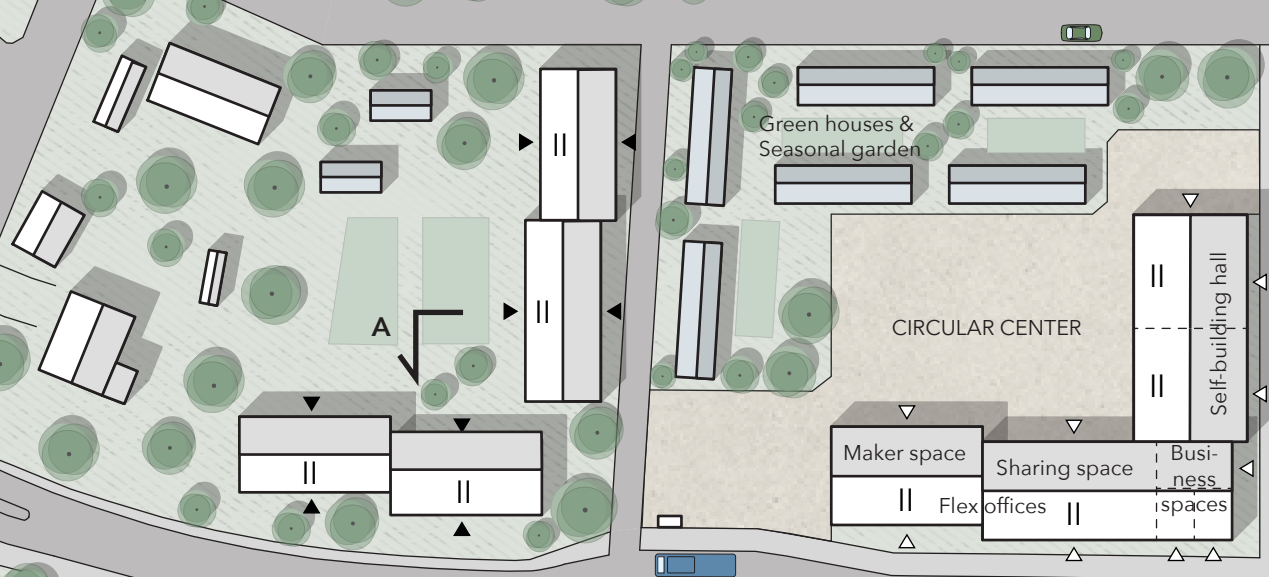 Green houses &
Seasonal garden
II
II
A
CIRCULAR CENTER
II
II
Self-building hall
II
II
Maker space
Sharing space
Busi-
ness
spaces
II
Flex offices
II